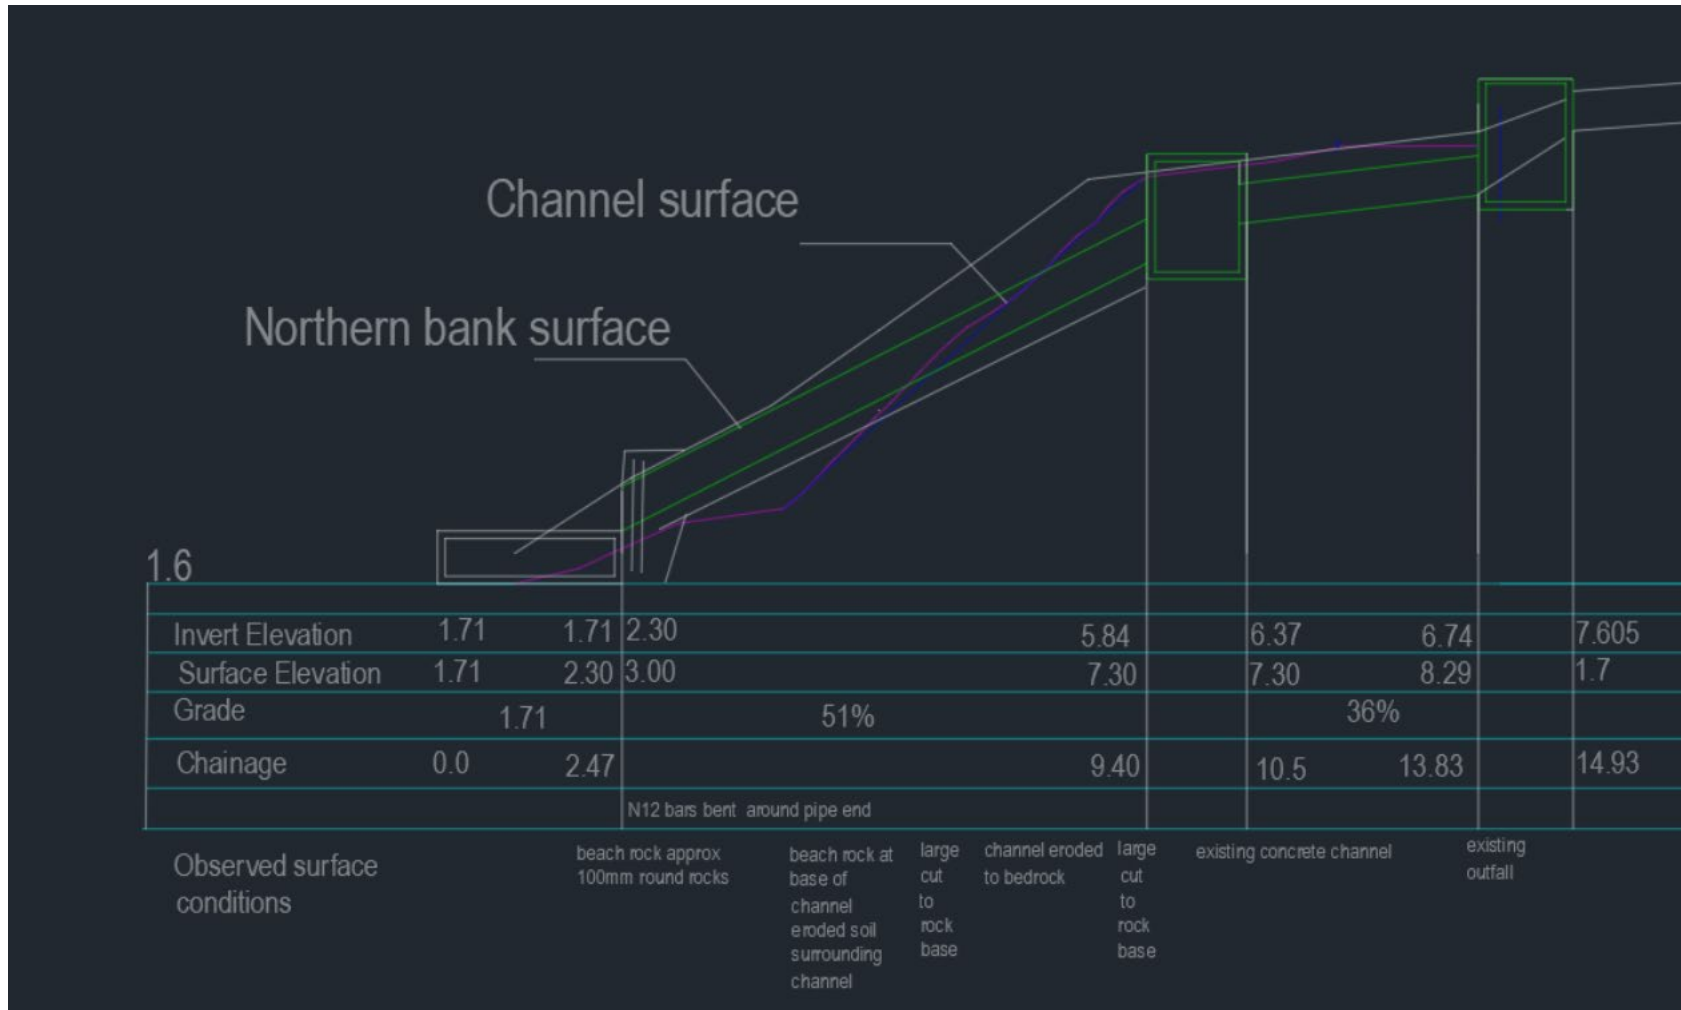 Channel surface
Northern bank surface
1.6
Invert Elevation 1.71 1.71 2.30 5.84 6.37 6.74 7.605
Surface Elevation 1.71 2.30 3.00 7.30 7.30 8.29 1.7
Grade 1.71 51% 36%
Chainage 0.0 2.47 9.40 10.5 13.83 14.93
N12 bars bent around pipe end
Observed surface
conditions
beach rock approx
100mm round rocks
beach rock at
base of
channel
eroded soil
surrounding
channel
large
cut
to
rock
base
channel eroded
to bedrock
large
cut
to
rock
base
existing concrete channel
existing
outfall